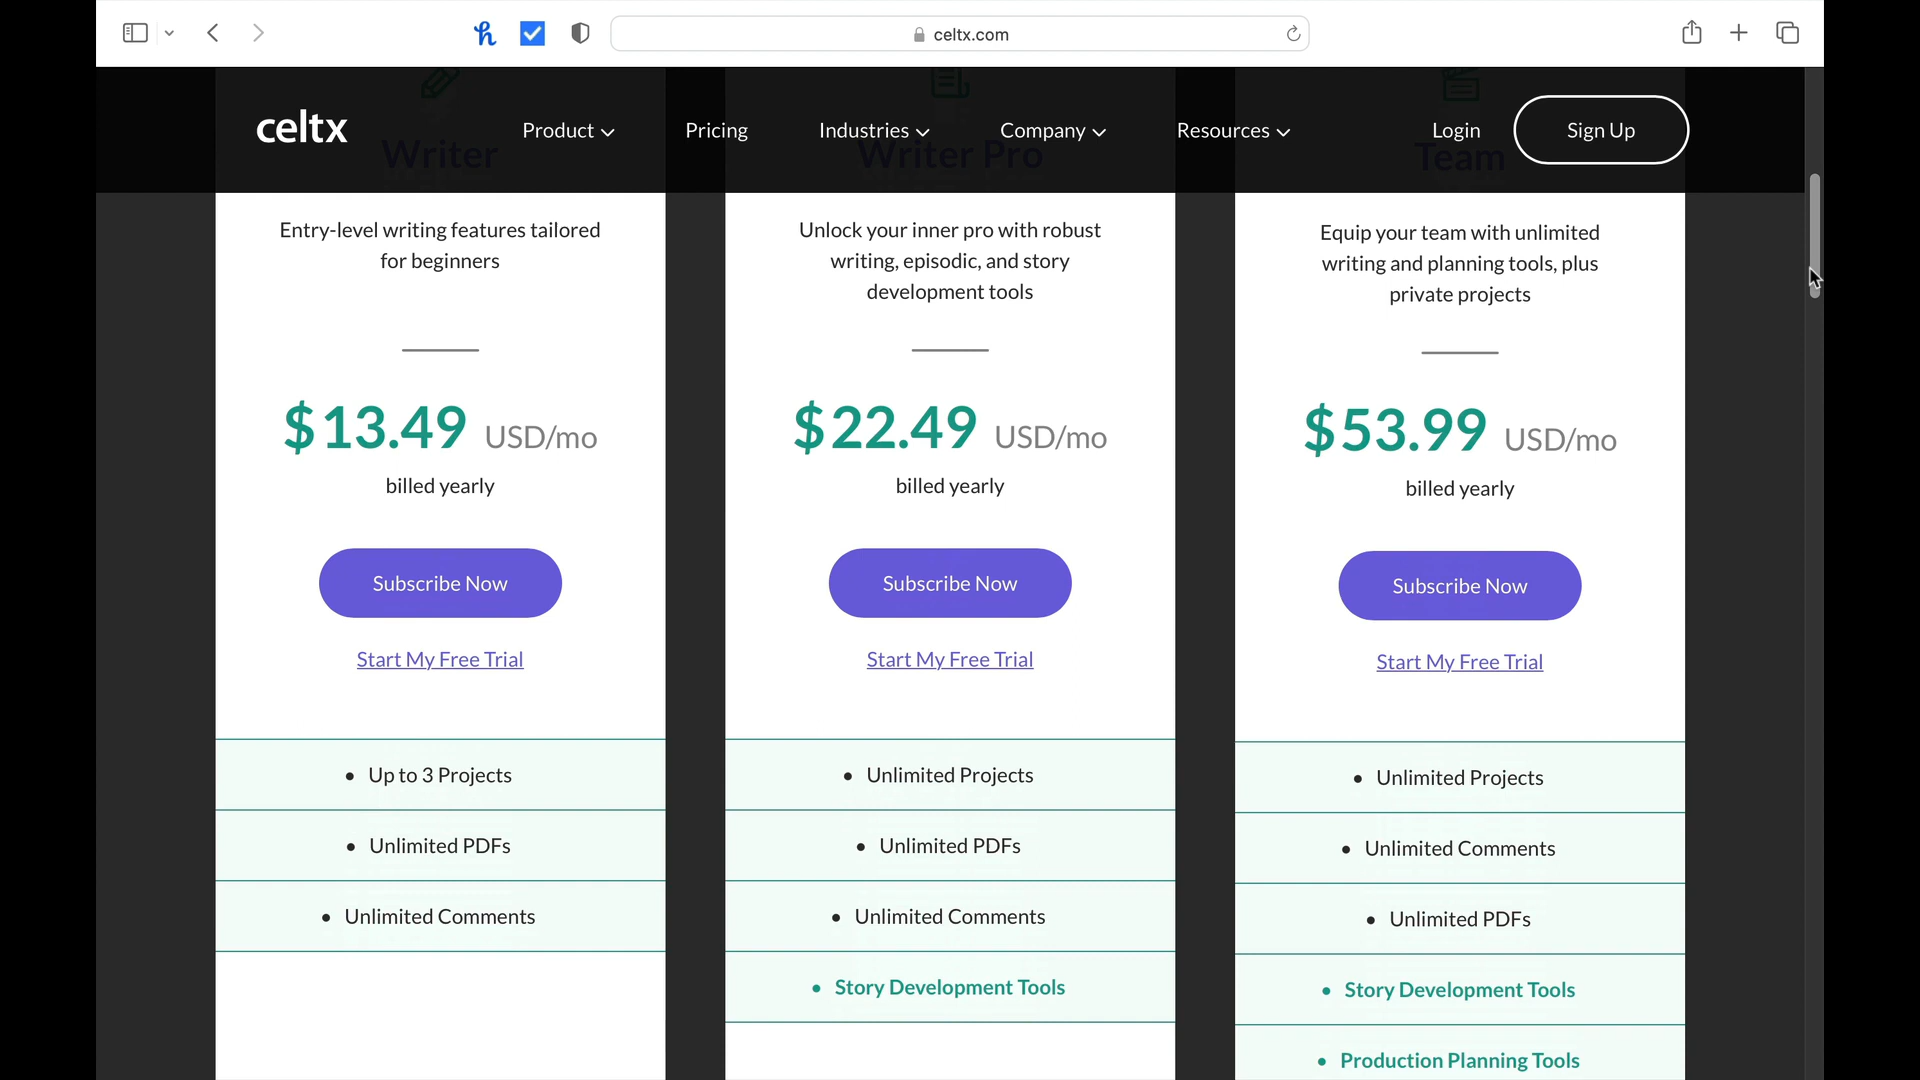 celtx.com
celtx
Product
Pricing
Industries
Company
Resources
Login
Sign Up
Writer
Entry-level writing features tailored
for beginners
$13.49 USD/mo
billed yearly
Subscribe Now
Start My Free Trial
• Up to 3 Projects
• Unlimited PDFs
• Unlimited Comments
Writer Pro
Unlock your inner pro with robust
writing, episodic, and story
development tools
$22.49 USD/mo
billed yearly
Subscribe Now
Start My Free Trial
• Unlimited Projects
• Unlimited PDFs
• Unlimited Comments
• Story Development Tools
Team
Equip your team with unlimited
writing and planning tools, plus
private projects
$53.99 USD/mo
billed yearly
Subscribe Now
Start My Free Trial
• Unlimited Projects
• Unlimited Comments
• Unlimited PDFs
• Story Development Tools
• Production Planning Tools